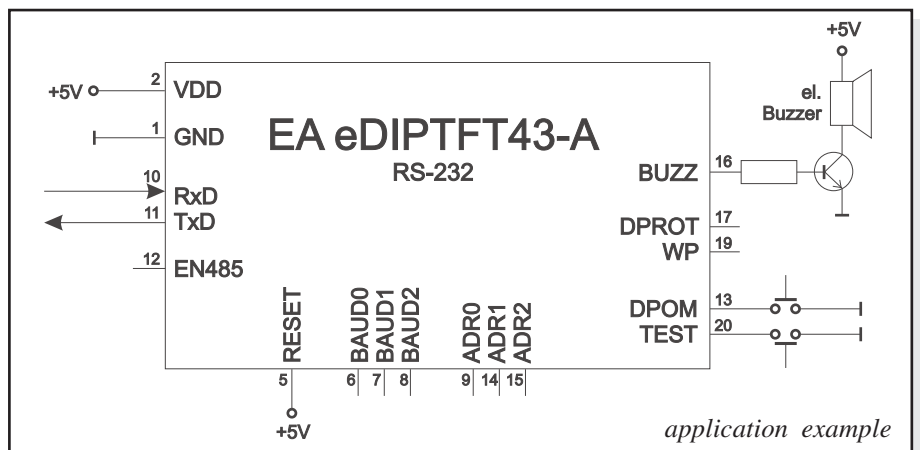 +5V
el.
Buzzer
+5V 2 VDD
1 GND
EA eDIPTFT43-A
RS-232
10 RxD
11 TxD
12 EN485
BUZZ 16
DPROT 17
WP 19
DPOM 13
TEST 20
RESET BAUD0 BAUD1 BAUD2 ADR0 ADR1 ADR2
5 6 7 8 9 14 15
+5V
application example